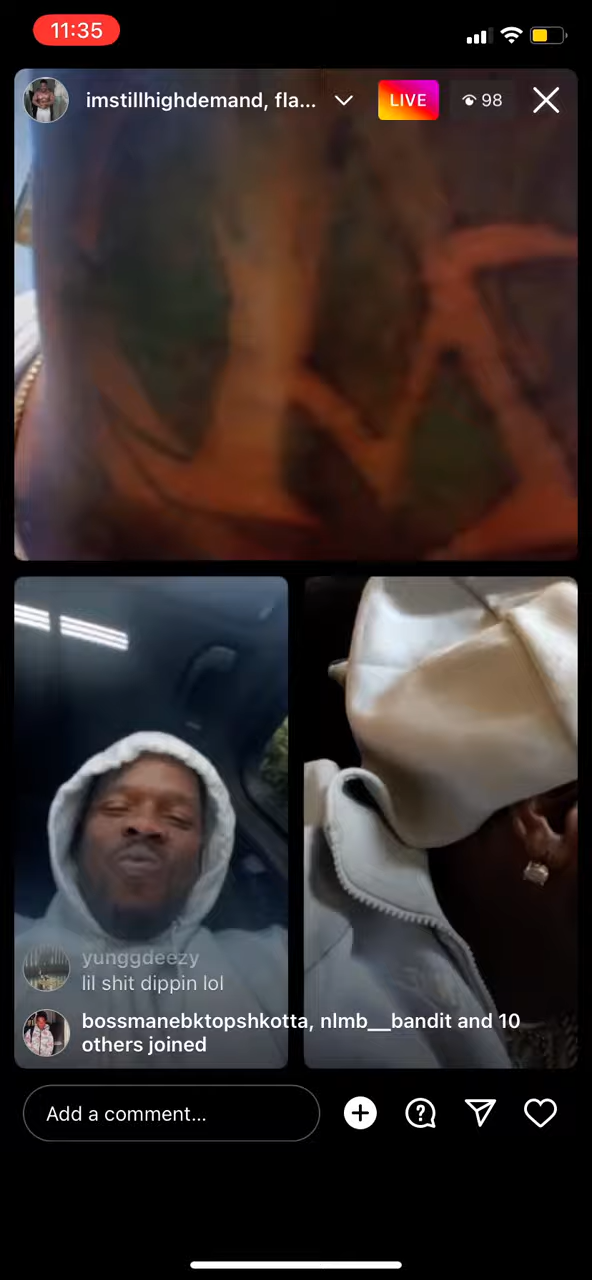 11:35
imstillhighdemand, fla...
LIVE
98
yunggdeezy
lil shit dippin lol
bossmanebktopshkotta, nlmb__bandit and 10
others joined
Add a comment...